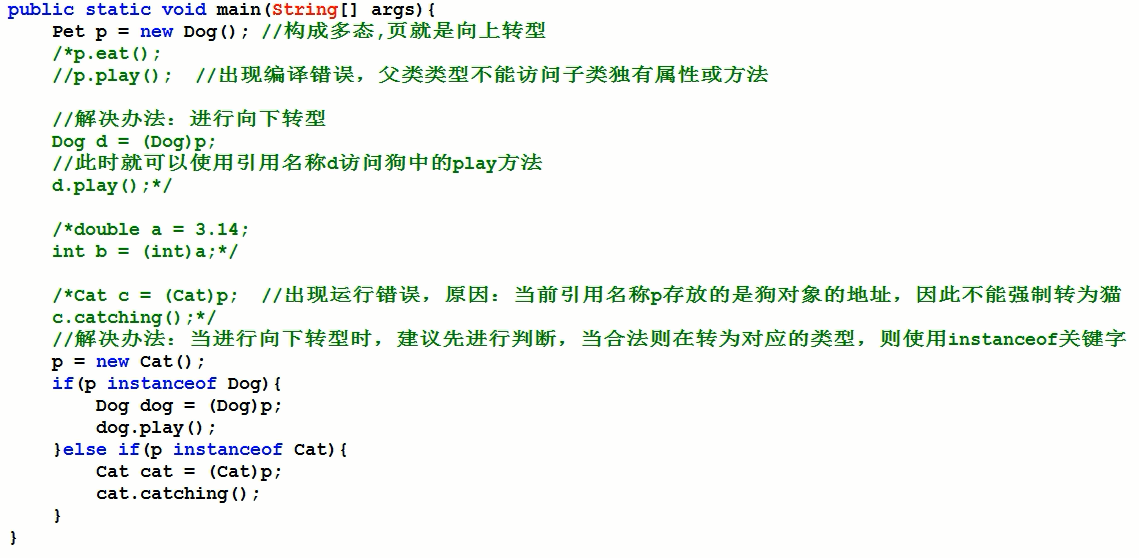 public static void main(String[] args){
    Pet p = new Dog(); //构成多态,页就是向上转型
    /*p.eat();
    //p.play();  //出现编译错误，父类类型不能访问子类独有属性或方法

    //解决办法：进行向下转型
    Dog d = (Dog)p;
    //此时就可以使用引用名称d访问狗中的play方法
    d.play();*/

    /*double a = 3.14;
    int b = (int)a;*/

    /*Cat c = (Cat)p;  //出现运行错误，原因：当前引用名称p存放的是狗对象的地址，因此不能强制转为猫
    c.catching();*/
    //解决办法：当进行向下转型时，建议先进行判断，当合法则在转为对应的类型，则使用instanceof关键字
    p = new Cat();
    if(p instanceof Dog){
        Dog dog = (Dog)p;
        dog.play();
    }else if(p instanceof Cat){
        Cat cat = (Cat)p;
        cat.catching();
    }
}